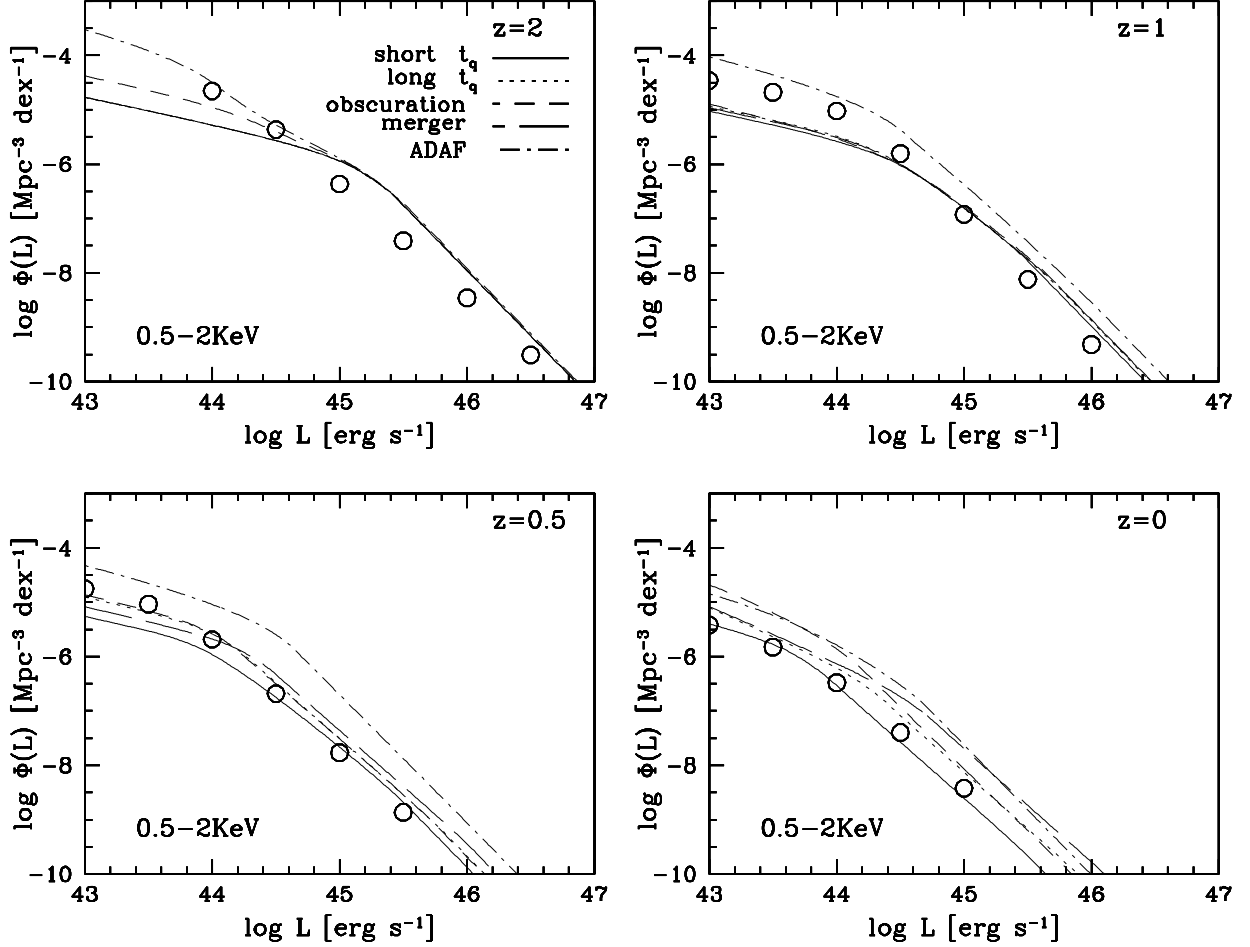 z=2
short t_q
long t_q
obscuration
merger
ADAF
−4
−6
−8
−10
log Φ(L) [Mpc⁻³ dex⁻¹]
0.5−2KeV
43 44 45 46 47
log L [erg s⁻¹]
z=1
−4
−6
−8
−10
log Φ(L) [Mpc⁻³ dex⁻¹]
0.5−2KeV
43 44 45 46 47
log L [erg s⁻¹]
z=0.5
−4
−6
−8
−10
log Φ(L) [Mpc⁻³ dex⁻¹]
0.5−2KeV
43 44 45 46 47
log L [erg s⁻¹]
z=0
−4
−6
−8
−10
log Φ(L) [Mpc⁻³ dex⁻¹]
0.5−2KeV
43 44 45 46 47
log L [erg s⁻¹]